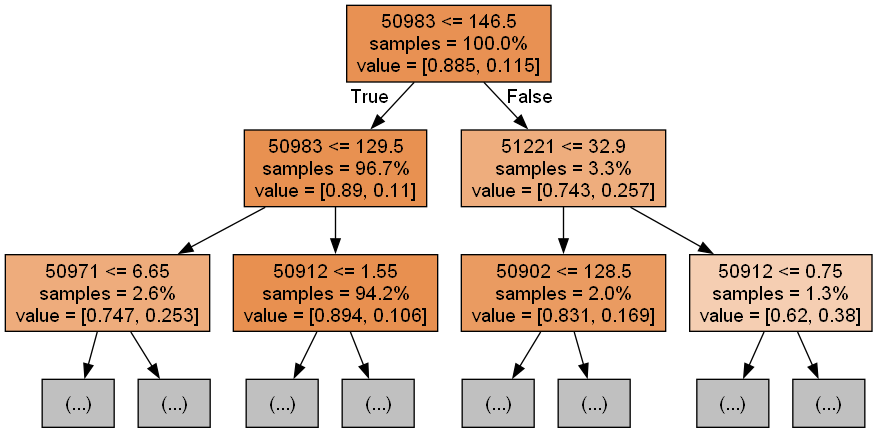 50983 <= 146.5
samples = 100.0%
value = [0.885, 0.115]
True
False
50983 <= 129.5
samples = 96.7%
value = [0.89, 0.11]
51221 <= 32.9
samples = 3.3%
value = [0.743, 0.257]
50971 <= 6.65
samples = 2.6%
value = [0.747, 0.253]
50912 <= 1.55
samples = 94.2%
value = [0.894, 0.106]
50902 <= 128.5
samples = 2.0%
value = [0.831, 0.169]
50912 <= 0.75
samples = 1.3%
value = [0.62, 0.38]
(...)
(...)
(...)
(...)
(...)
(...)
(...)
(...)